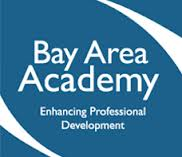 Bay Area
Academy
Enhancing Professional
Development